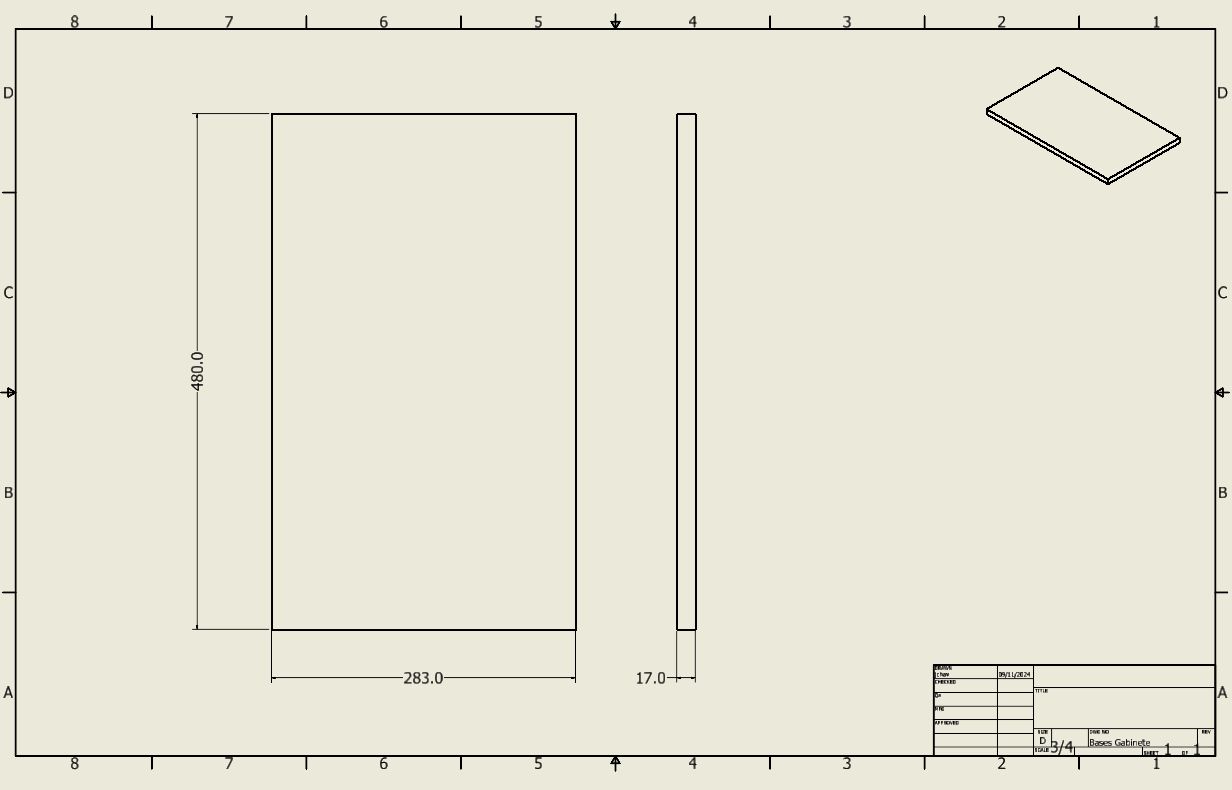 8 7 6 5 4 3 2 1
D D
C C
B B
A A
480.0
283.0
17.0
DRAWN
09/11/2024
CHECKED
QA
MFG
APPROVED
TITLE
SIZE
D
DWG NO
Bases Gabinete
REV
SCALE
3/4
SHEET 1 OF 1
8 7 6 5 4 3 2 1